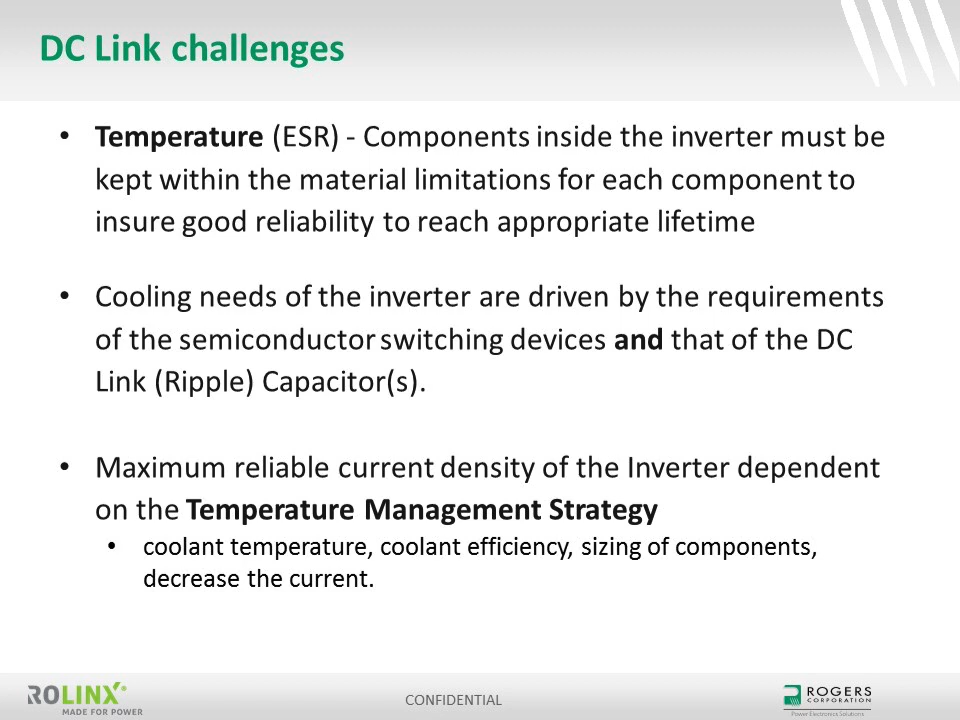 DC Link challenges
• Temperature (ESR) - Components inside the inverter must be
kept within the material limitations for each component to
insure good reliability to reach appropriate lifetime
• Cooling needs of the inverter are driven by the requirements
of the semiconductor switching devices and that of the DC
Link (Ripple) Capacitor(s).
• Maximum reliable current density of the Inverter dependent
on the Temperature Management Strategy
• coolant temperature, coolant efficiency, sizing of components,
decrease the current.
ROLINX®
MADE FOR POWER
CONFIDENTIAL
ROGERS
CORPORATION
Power Electronics Solutions